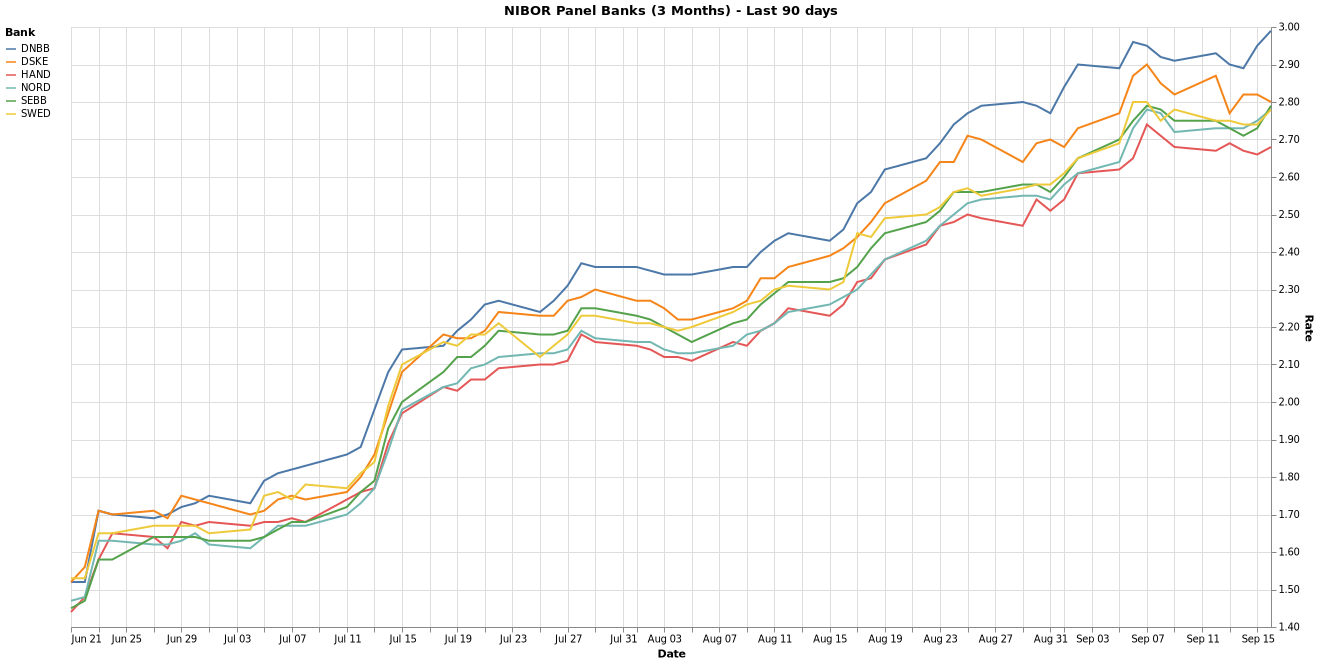 NIBOR Panel Banks (3 Months) - Last 90 days
Bank
DNBB
DSKE
HAND
NORD
SEBB
SWED
3.00
2.90
2.80
2.70
2.60
2.50
2.40
2.30
2.20
2.10
2.00
1.90
1.80
1.70
1.60
1.50
1.40
Rate
Jun 21 Jun 25 Jun 29 Jul 03 Jul 07 Jul 11 Jul 15 Jul 19 Jul 23 Jul 27 Jul 31 Aug 03 Aug 07 Aug 11 Aug 15 Aug 19 Aug 23 Aug 27 Aug 31 Sep 03 Sep 07 Sep 11 Sep 15
Date